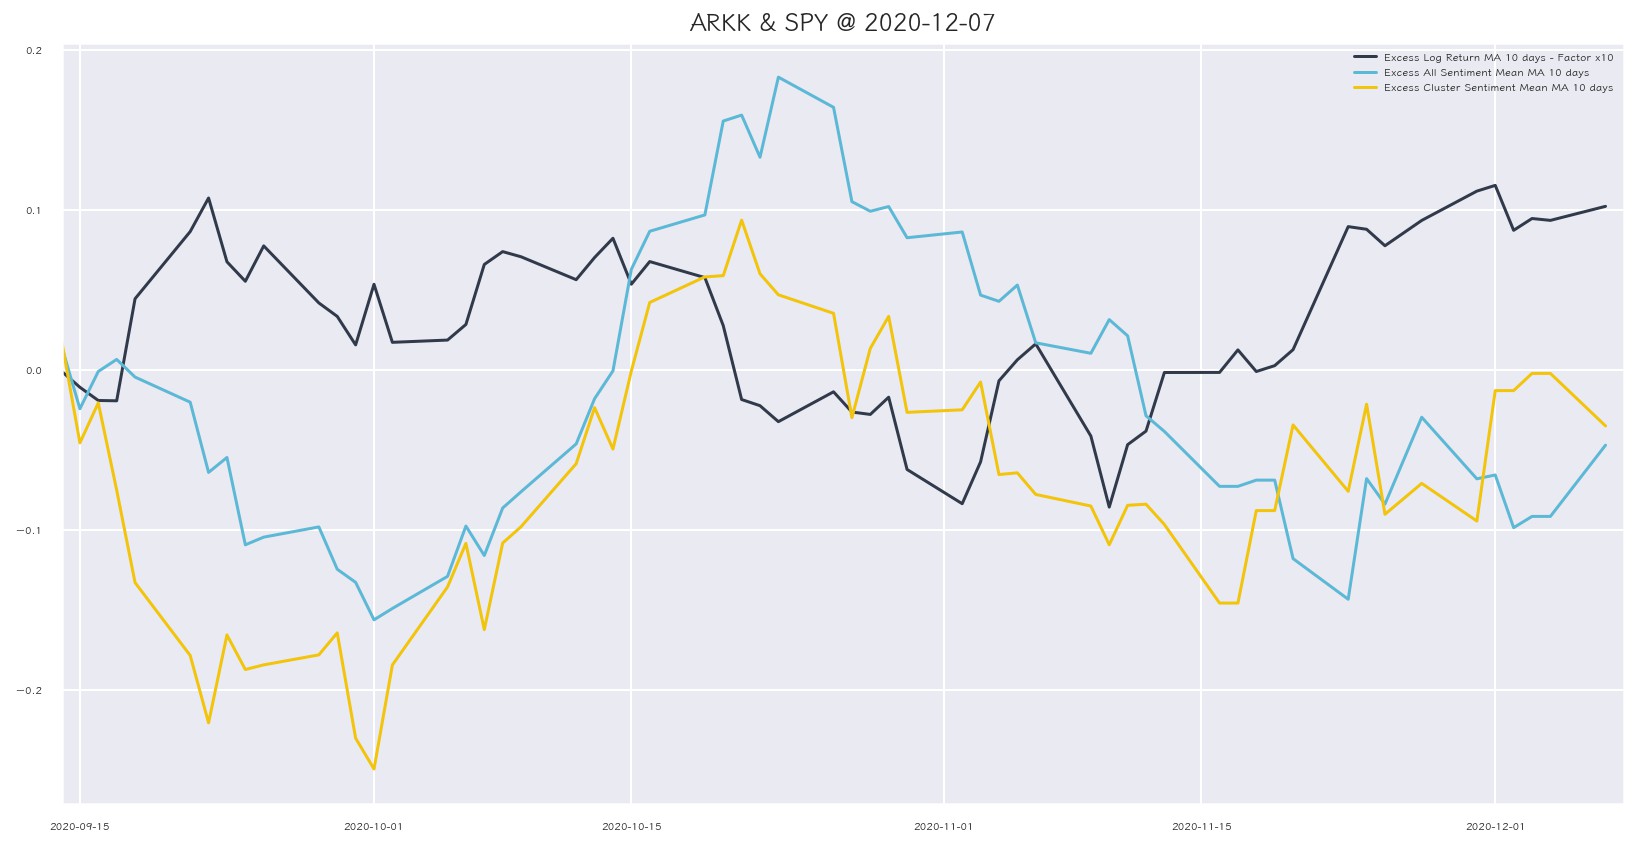 ARKK & SPY @ 2020-12-07
Excess Log Return MA 10 days - Factor x10
Excess All Sentiment Mean MA 10 days
Excess Cluster Sentiment Mean MA 10 days
0.2
0.1
0.0
−0.1
−0.2
2020-09-15 2020-10-01 2020-10-15 2020-11-01 2020-11-15 2020-12-01